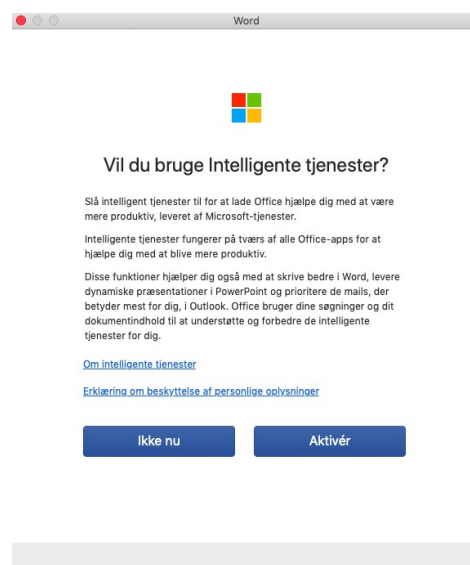 Word
Vil du bruge Intelligente tjenester?
Slå intelligent tjenester til for at lade Office hjælpe dig med at være
mere produktiv, leveret af Microsoft-tjenester.
Intelligente tjenester fungerer på tværs af alle Office-apps for at
hjælpe dig med at blive mere produktiv.
Disse funktioner hjælper dig også med at skrive bedre i Word, levere
dynamiske præsentationer i PowerPoint og prioritere de mails, der
betyder mest for dig, i Outlook. Office bruger dine søgninger og dit
dokumentindhold til at understøtte og forbedre de intelligente
tjenester for dig.
Om intelligente tjenester
Erklæring om beskyttelse af personlige oplysninger
Ikke nu
Aktivér